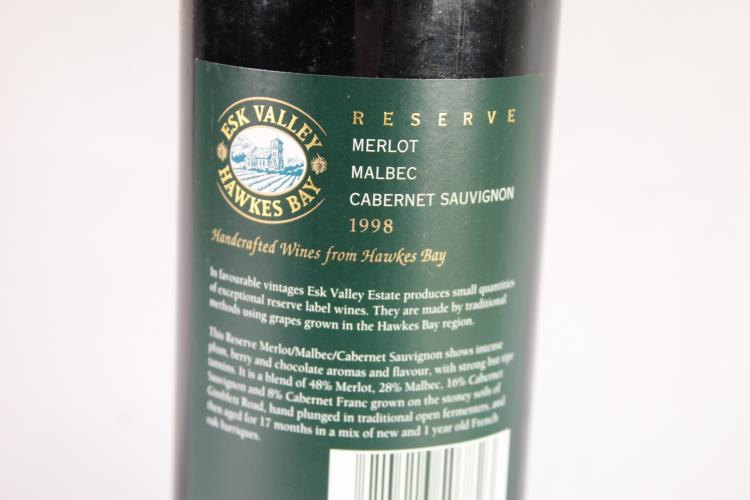 ESK VALLEY
HAWKES BAY
RESERVE
MERLOT
MALBEC
CABERNET SAUVIGNON
1998
Handcrafted Wines from Hawkes Bay
In favourable vintages Esk Valley Estate produces small quantities
of exceptional reserve label wines. They are made by traditional
methods using grapes grown in the Hawkes Bay region.
This Reserve Merlot/Malbec/Cabernet Sauvignon shows intense
plum, berry and chocolate aromas and flavour, with strong but ripe
tannins. It is a blend of 48% Merlot, 28% Malbec, 16% Cabernet
Sauvignon and 8% Cabernet Franc grown on the stoney soils of
Gimblett Road, hand plunged in traditional open fermenters, and
then aged for 17 months in a mix of new and 1 year old French
oak barriques.